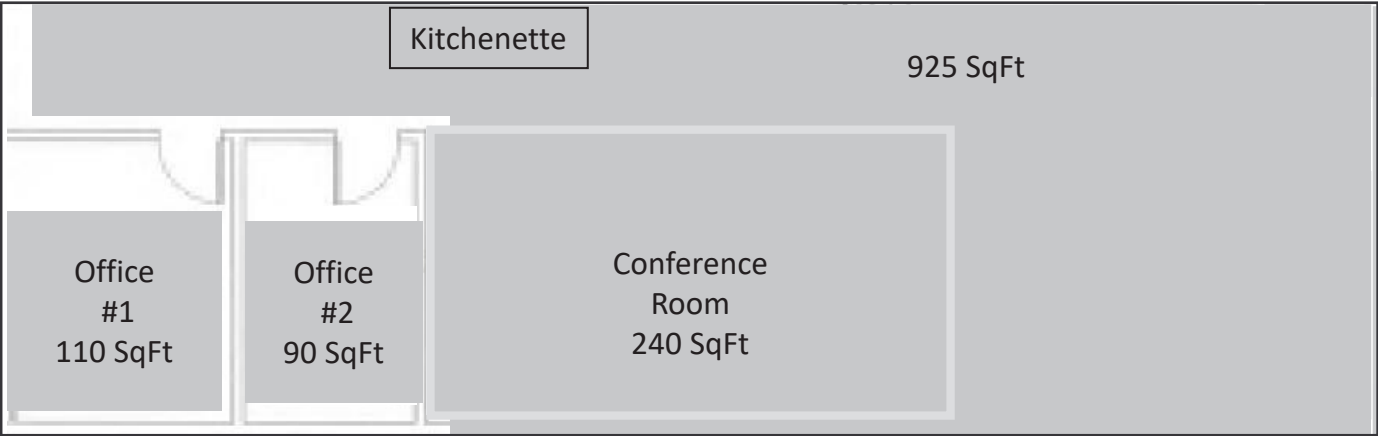 Kitchenette
925 SqFt
Office
#1
110 SqFt
Office
#2
90 SqFt
Conference
Room
240 SqFt